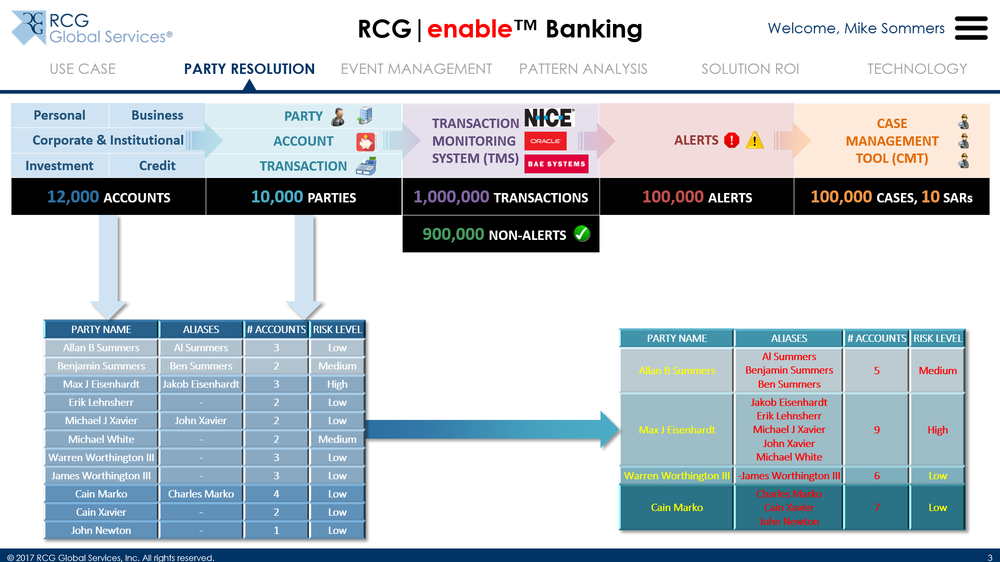 RCG
Global Services®
RCG|enable™ Banking
Welcome, Mike Sommers
USE CASE
PARTY RESOLUTION
EVENT MANAGEMENT
PATTERN ANALYSIS
SOLUTION ROI
TECHNOLOGY
Personal
Business
Corporate & Institutional
Investment
Credit
PARTY
ACCOUNT
TRANSACTION
TRANSACTION
MONITORING
SYSTEM (TMS)
NICE®
ORACLE
BAE SYSTEMS
ALERTS
CASE
MANAGEMENT
TOOL (CMT)
12,000 ACCOUNTS
10,000 PARTIES
1,000,000 TRANSACTIONS
100,000 ALERTS
100,000 CASES, 10 SARs
900,000 NON-ALERTS
PARTY NAME ALIASES # ACCOUNTS RISK LEVEL
Allan B Summers Al Summers 3 Low
Benjamin Summers Ben Summers 2 Medium
Max J Eisenhardt Jakob Eisenhardt 3 High
Erik Lehnsherr - 2 Low
Michael J Xavier John Xavier 2 Low
Michael White - 2 Medium
Warren Worthington III - 3 Low
James Worthington III - 3 Low
Cain Marko Charles Marko 4 Low
Cain Xavier - 2 Low
John Newton - 1 Low
PARTY NAME ALIASES # ACCOUNTS RISK LEVEL
Al Summers
Allan B Summers Benjamin Summers 5 Medium
Ben Summers
Jakob Eisenhardt
Erik Lehnsherr
Max J Eisenhardt Michael J Xavier 9 High
John Xavier
Michael White
Warren Worthington III -James Worthington III 6 Low
Charles Marko
Cain Marko Cain Xavier 7 Low
John Newton
© 2017 RCG Global Services, Inc. All rights reserved.
3